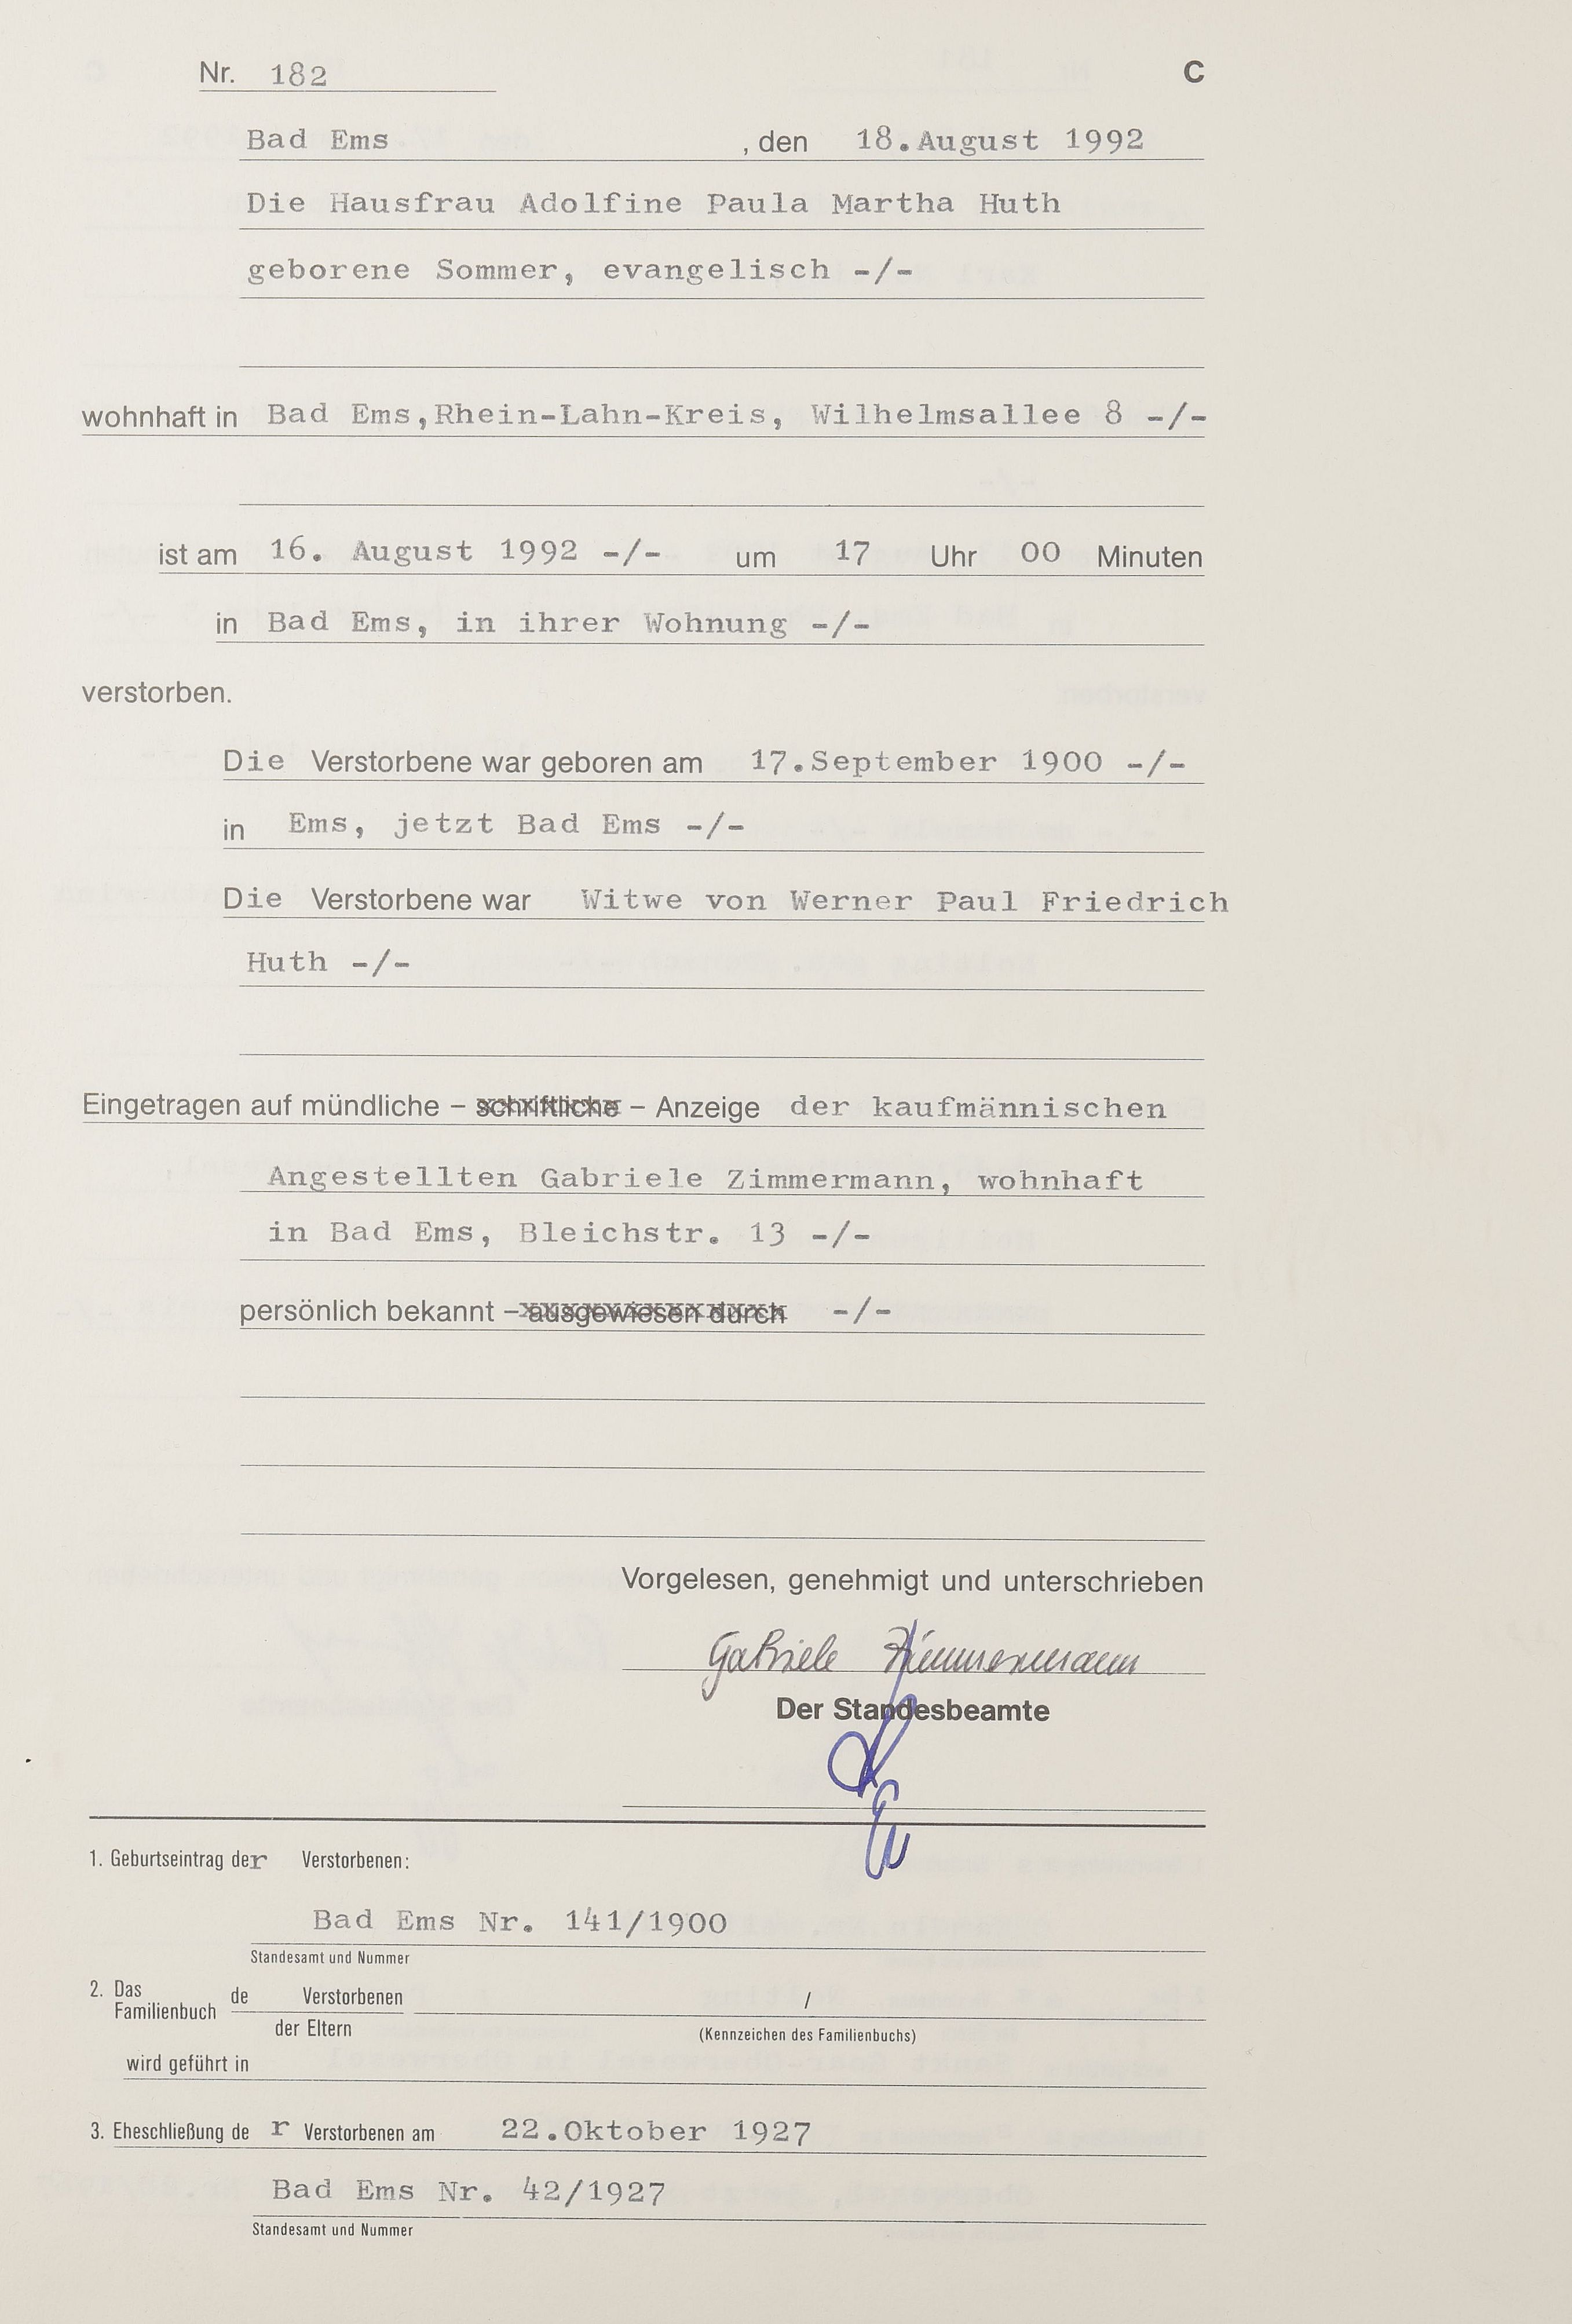 Nr. 182 C
Bad Ems , den 18.August 1992
Die Hausfrau Adolfine Paula Martha Huth
geborene Sommer, evangelisch -/-
wohnhaft in Bad Ems,Rhein-Lahn-Kreis, Wilhelmsallee 8 -/-
ist am 16. August 1992 -/- um 17 Uhr 00 Minuten
in Bad Ems, in ihrer Wohnung -/-
verstorben.
Die Verstorbene war geboren am 17.September 1900 -/-
in Ems, jetzt Bad Ems -/-
Die Verstorbene war Witwe von Werner Paul Friedrich
Huth -/-
Eingetragen auf mündliche – schriftliche – Anzeige der kaufmännischen
Angestellten Gabriele Zimmermann, wohnhaft
in Bad Ems, Bleichstr. 13 -/-
persönlich bekannt – ausgewiesen durch -/-
Vorgelesen, genehmigt und unterschrieben
Gabriele Zimmermann
Der Standesbeamte
1. Geburtseintrag der Verstorbenen:
Bad Ems Nr. 141/1900
Standesamt und Nummer
2. Das Familienbuch de Verstorbenen /
der Eltern (Kennzeichen des Familienbuchs)
wird geführt in
3. Eheschließung de r Verstorbenen am 22.Oktober 1927
Bad Ems Nr. 42/1927
Standesamt und Nummer